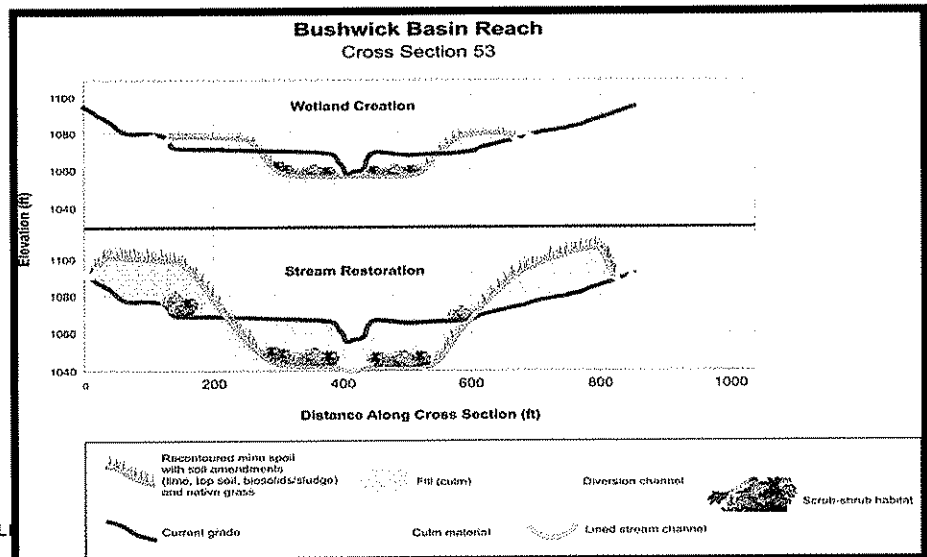 Bushwick Basin Reach
Cross Section 53
Wetland Creation
1100
1080
1060
1040
Elevation (ft)
Stream Restoration
1100
1080
1060
1040
0 200 400 600 800 1000
Distance Along Cross Section (ft)
Recontoured mine spoil
with soil amendments
(lime, top soil, biosolids/sludge)
and native grass
Fill (culm)
Diversion channel
Scrub-shrub habitat
Current grade
Culm material
Lined stream channel